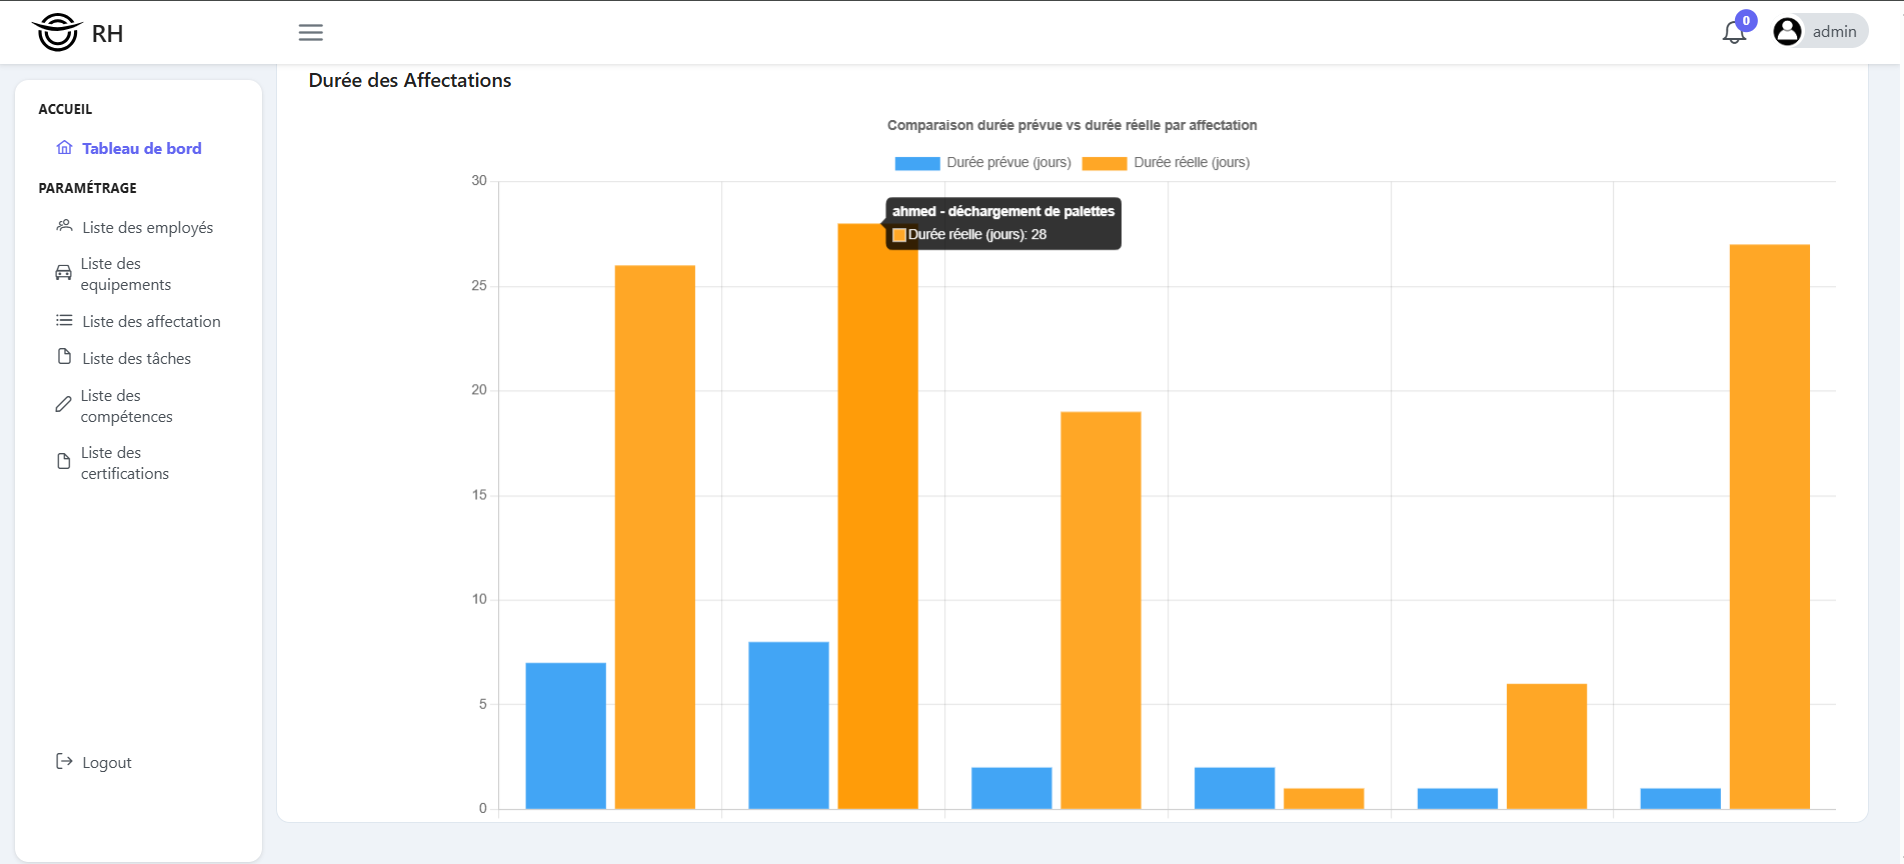 RH
0
admin
ACCUEIL
Tableau de bord
PARAMÉTRAGE
Liste des employés
Liste des
equipements
Liste des affectation
Liste des tâches
Liste des
compétences
Liste des
certifications
Logout
Durée des Affectations
Comparaison durée prévue vs durée réelle par affectation
Durée prévue (jours) Durée réelle (jours)
30
25
20
15
10
5
0
ahmed - déchargement de palettes
Durée réelle (jours): 28